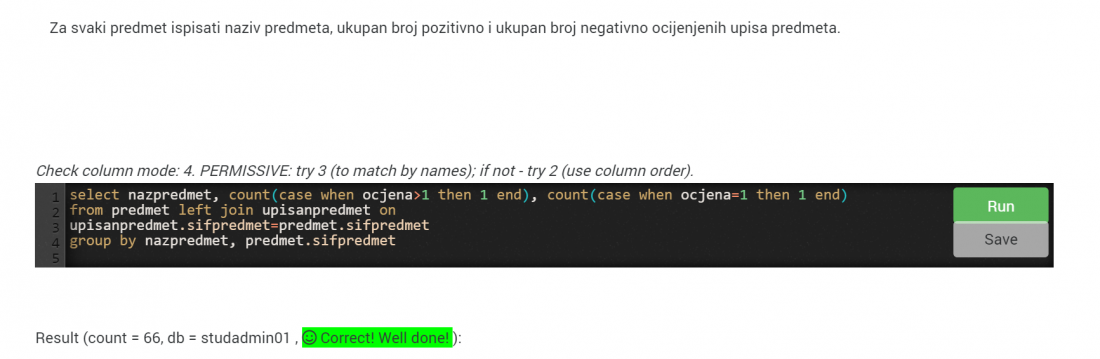 Za svaki predmet ispisati naziv predmeta, ukupan broj pozitivno i ukupan broj negativno ocijenjenih upisa predmeta.
Check column mode: 4. PERMISSIVE: try 3 (to match by names); if not - try 2 (use column order).
1 select nazpredmet, count(case when ocjena>1 then 1 end), count(case when ocjena=1 then 1 end)
2 from predmet left join upisanpredmet on
3 upisanpredmet.sifpredmet=predmet.sifpredmet
4 group by nazpredmet, predmet.sifpredmet
5
Run
Save
Result (count = 66, db = studadmin01 , Correct! Well done! ):